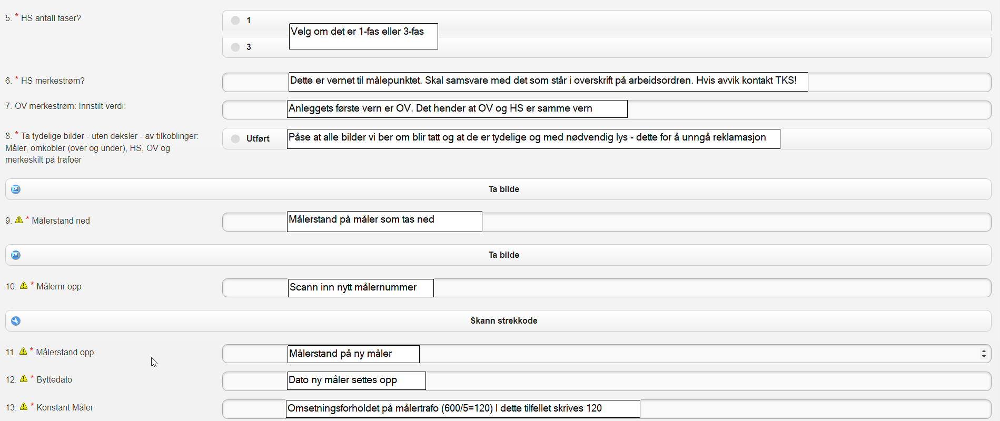 5. * HS antall faser?
1
Velg om det er 1-fas eller 3-fas
3
6. * HS merkestrøm?
Dette er vernet til målepunktet. Skal samsvare med det som står i overskrift på arbeidsordren. Hvis avvik kontakt TKS!
7. OV merkestrøm: Innstilt verdi:
Anleggets første vern er OV. Det hender at OV og HS er samme vern
8. * Ta tydelige bilder - uten deksler - av tilkoblinger:
Måler, omkobler (over og under), HS, OV og
merkeskilt på trafoer
Utført
Påse at alle bilder vi ber om blir tatt og at de er tydelige og med nødvendig lys - dette for å unngå reklamasjon
Ta bilde
9. * Målerstand ned
Målerstand på måler som tas ned
Ta bilde
10. * Målernr opp
Scann inn nytt målernummer
Skann strekkode
11. * Målerstand opp
Målerstand på ny måler
12. * Byttedato
Dato ny måler settes opp
13. * Konstant Måler
Omsetningsforholdet på målertrafo (600/5=120) I dette tilfellet skrives 120